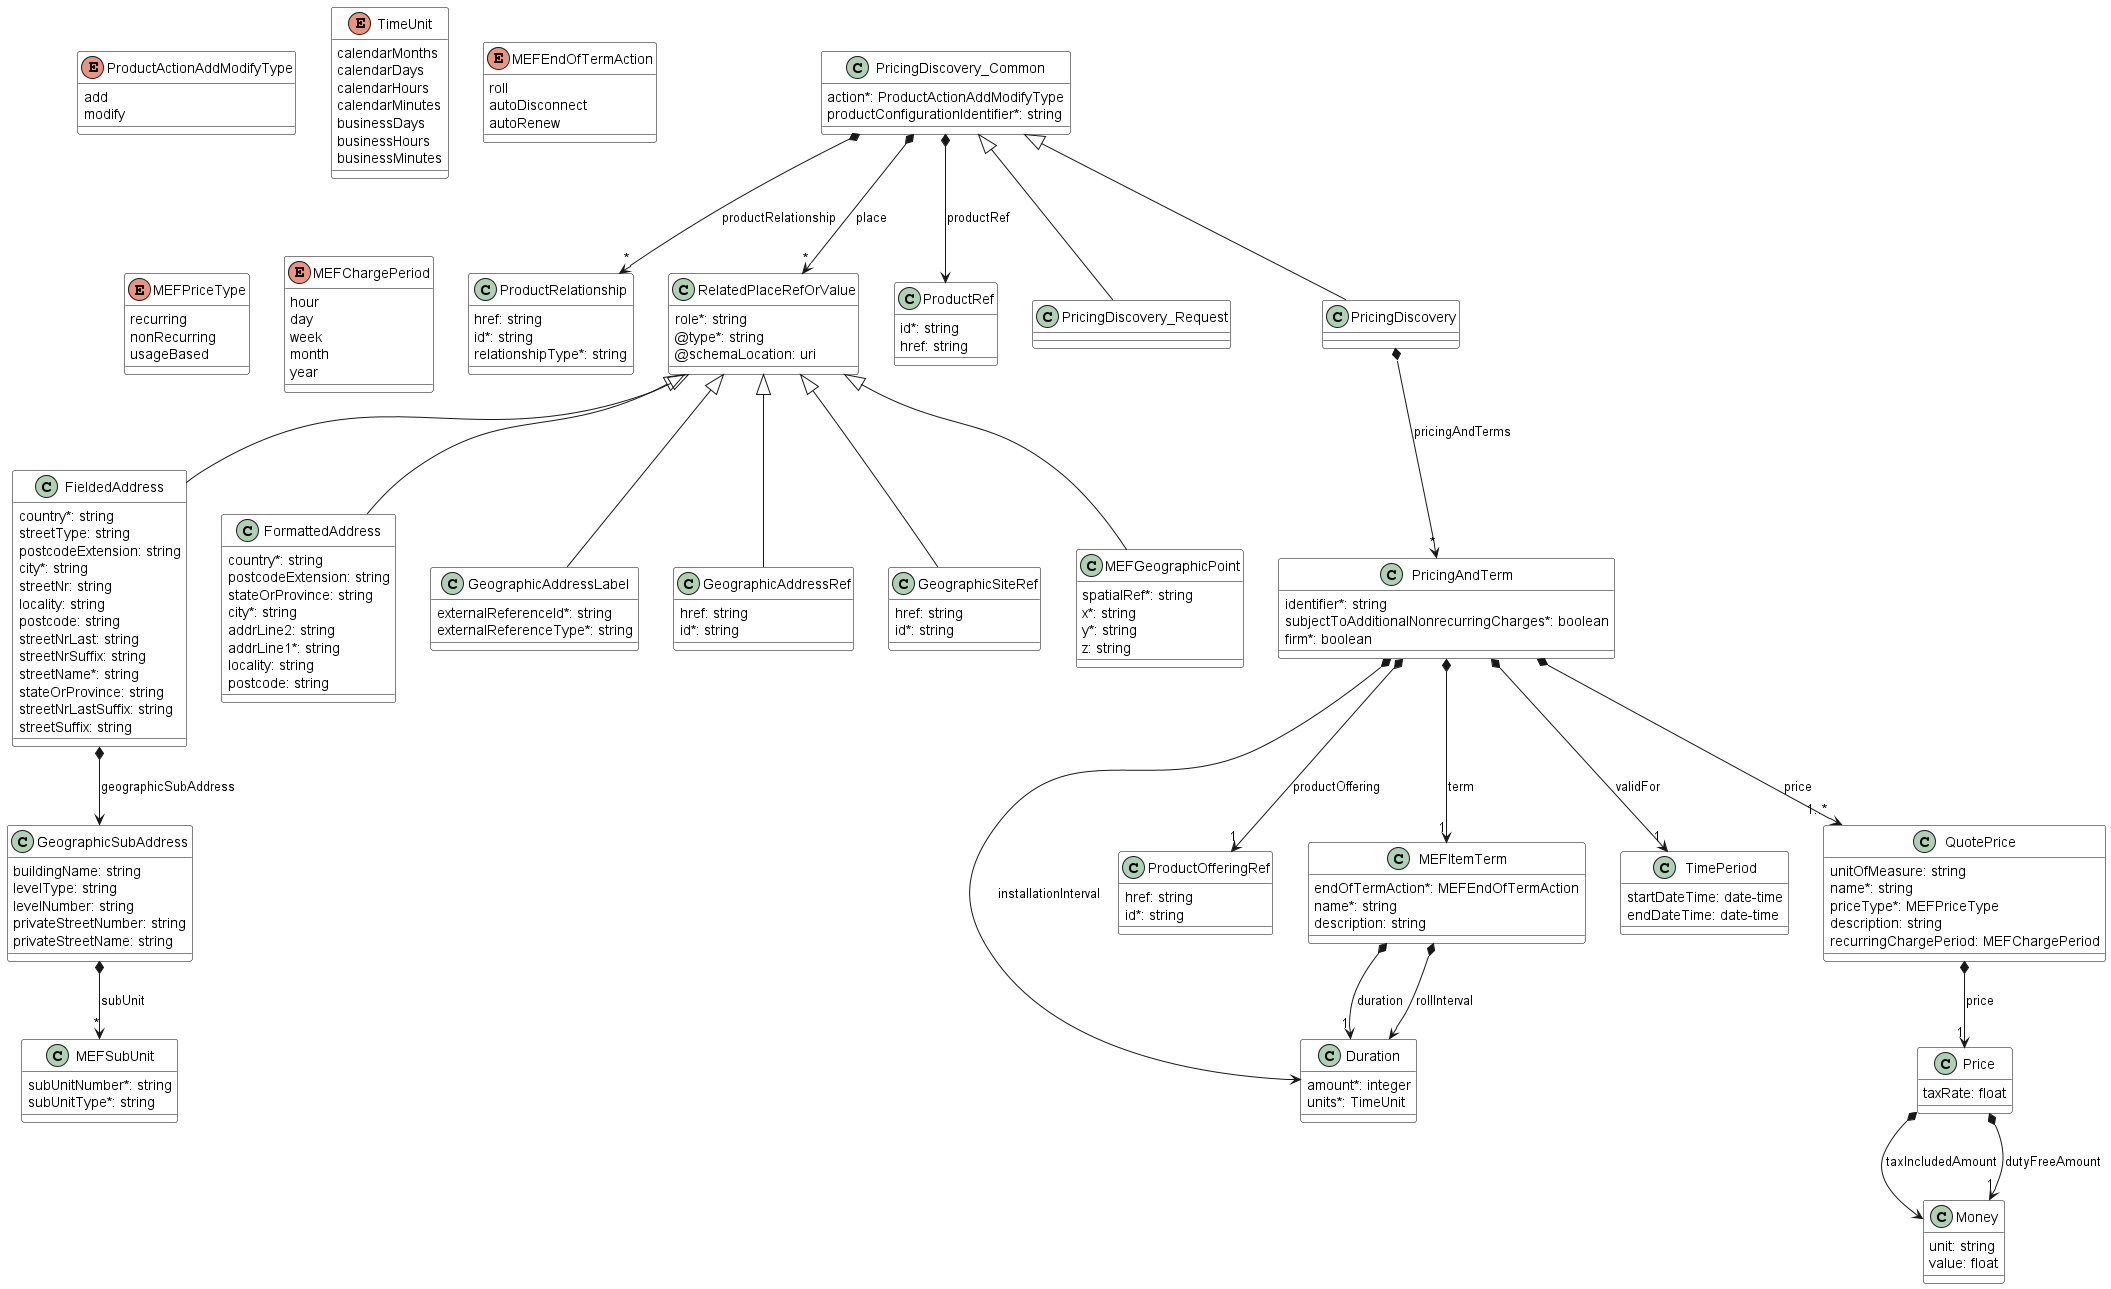 E ProductActionAddModifyType
add
modify
E TimeUnit
calendarMonths
calendarDays
calendarHours
calendarMinutes
businessDays
businessHours
businessMinutes
E MEFEndOfTermAction
roll
autoDisconnect
autoRenew
C PricingDiscovery_Common
action*: ProductActionAddModifyType
productConfigurationIdentifier*: string
productRelationship
place
productRef
*
*
E MEFPriceType
recurring
nonRecurring
usageBased
E MEFChargePeriod
hour
day
week
month
year
C ProductRelationship
href: string
id*: string
relationshipType*: string
C RelatedPlaceRefOrValue
role*: string
@type*: string
@schemaLocation: uri
C ProductRef
id*: string
href: string
C PricingDiscovery_Request
C PricingDiscovery
pricingAndTerms
*
C FieldedAddress
country*: string
streetType: string
postcodeExtension: string
city*: string
streetNr: string
locality: string
postcode: string
streetNrLast: string
streetNrSuffix: string
streetName*: string
stateOrProvince: string
streetNrLastSuffix: string
streetSuffix: string
C FormattedAddress
country*: string
postcodeExtension: string
stateOrProvince: string
city*: string
addrLine2: string
addrLine1*: string
locality: string
postcode: string
C GeographicAddressLabel
externalReferenceId*: string
externalReferenceType*: string
C GeographicAddressRef
href: string
id*: string
C GeographicSiteRef
href: string
id*: string
C MEFGeographicPoint
spatialRef*: string
x*: string
y*: string
z: string
C PricingAndTerm
identifier*: string
subjectToAdditionalNonrecurringCharges*: boolean
firm*: boolean
geographicSubAddress
productOffering
term
validFor
price
1
1
1
1..*
C GeographicSubAddress
buildingName: string
levelType: string
levelNumber: string
privateStreetNumber: string
privateStreetName: string
installationInterval
C ProductOfferingRef
href: string
id*: string
C MEFItemTerm
endOfTermAction*: MEFEndOfTermAction
name*: string
description: string
C TimePeriod
startDateTime: date-time
endDateTime: date-time
C QuotePrice
unitOfMeasure: string
name*: string
priceType*: MEFPriceType
description: string
recurringChargePeriod: MEFChargePeriod
subUnit
*
duration
rollInterval
1
price
1
C MEFSubUnit
subUnitNumber*: string
subUnitType*: string
C Duration
amount*: integer
units*: TimeUnit
C Price
taxRate: float
taxIncludedAmount
dutyFreeAmount
1
C Money
unit: string
value: float